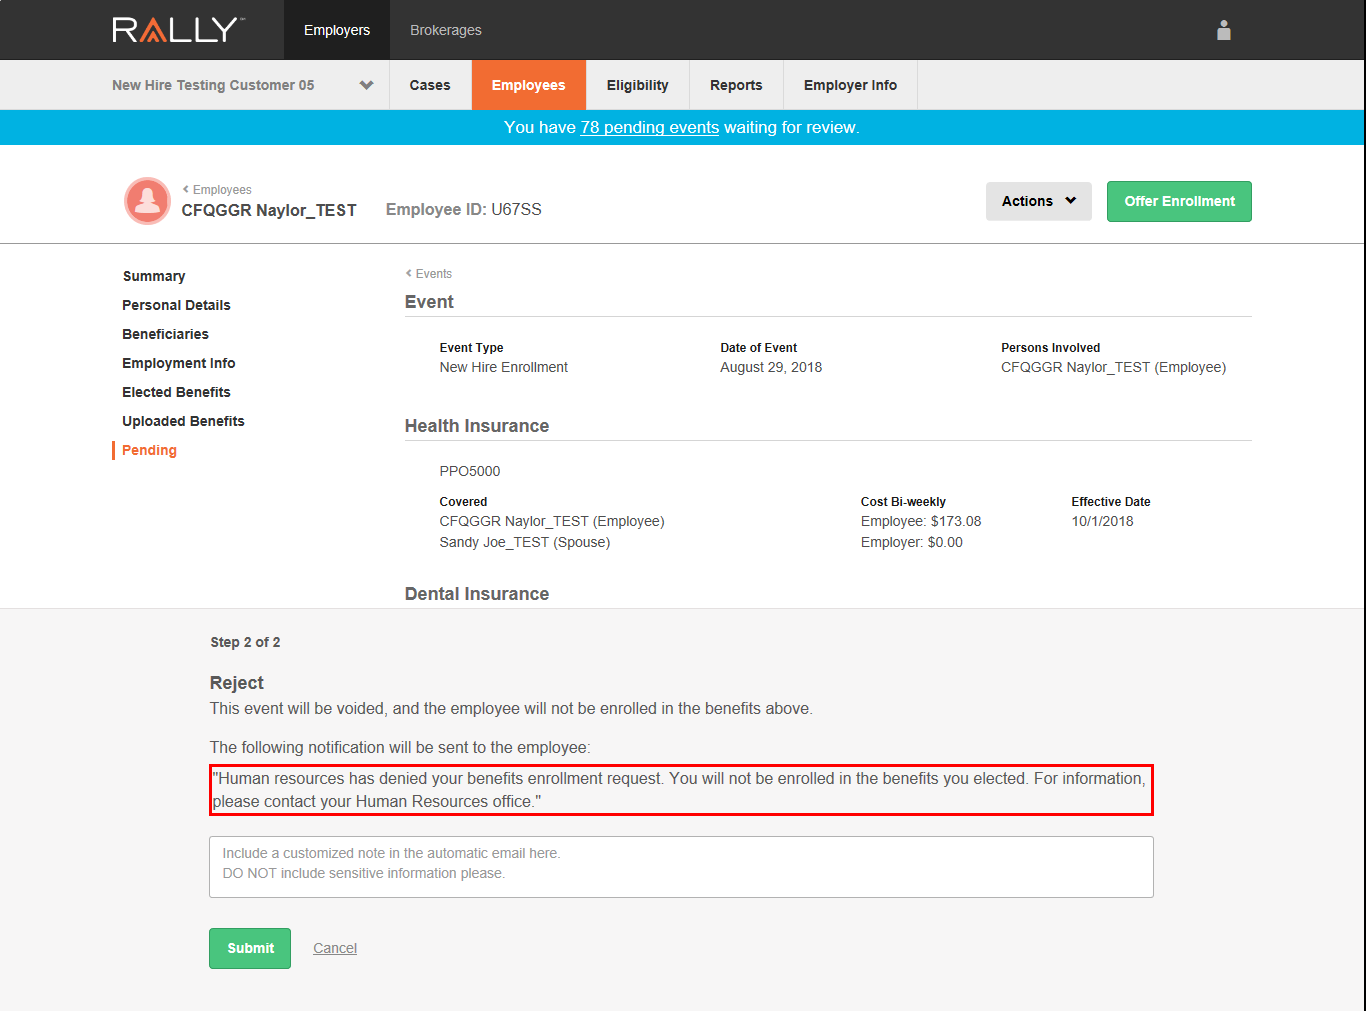 RALLY™
Employers
Brokerages
New Hire Testing Customer 05
Cases
Employees
Eligibility
Reports
Employer Info
You have 78 pending events waiting for review.
Employees
CFQGGR Naylor_TEST
Employee ID: U67SS
Actions
Offer Enrollment
Summary
Personal Details
Beneficiaries
Employment Info
Elected Benefits
Uploaded Benefits
Pending
Events
Event
Event Type
Date of Event
Persons Involved
New Hire Enrollment
August 29, 2018
CFQGGR Naylor_TEST (Employee)
Health Insurance
PPO5000
Covered
Cost Bi-weekly
Effective Date
CFQGGR Naylor_TEST (Employee)
Employee: $173.08
10/1/2018
Sandy Joe_TEST (Spouse)
Employer: $0.00
Dental Insurance
Step 2 of 2
Reject
This event will be voided, and the employee will not be enrolled in the benefits above.
The following notification will be sent to the employee:
"Human resources has denied your benefits enrollment request. You will not be enrolled in the benefits you elected. For information,
please contact your Human Resources office."
Include a customized note in the automatic email here.
DO NOT include sensitive information please.
Submit
Cancel